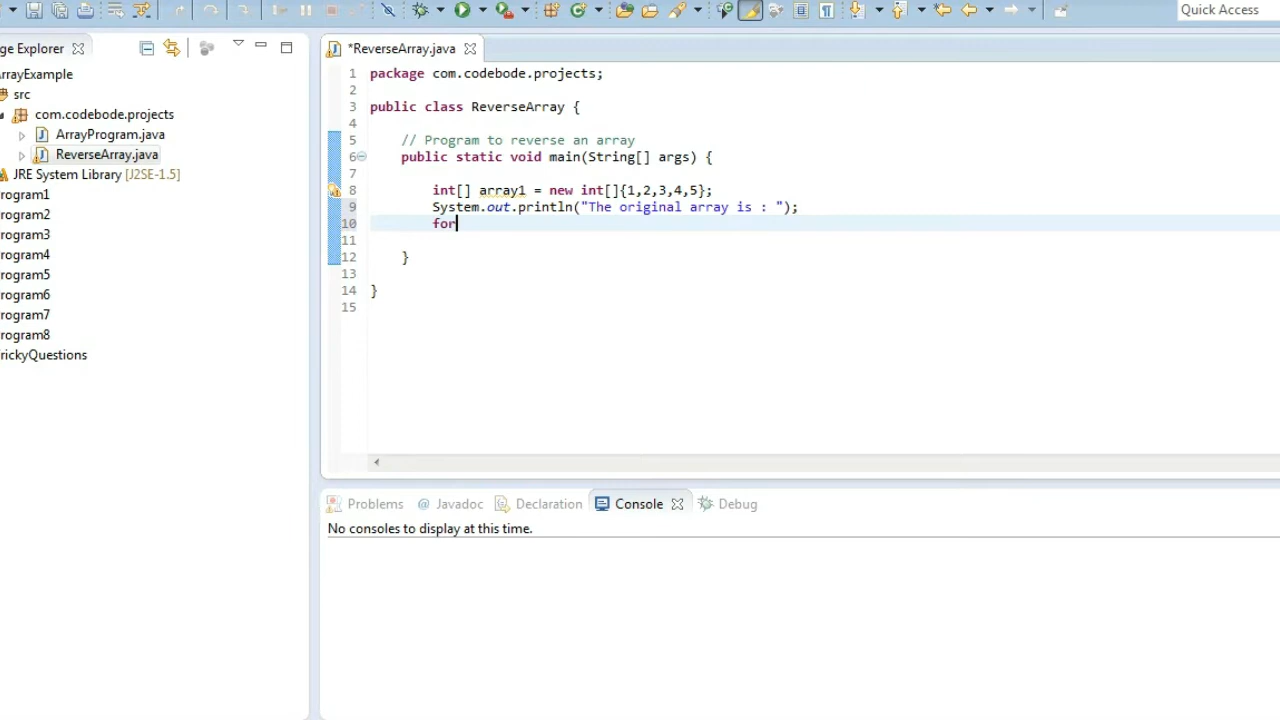 Quick Access
ge Explorer
*ReverseArray.java
rrayExample
src
com.codebode.projects
ArrayProgram.java
ReverseArray.java
JRE System Library [J2SE-1.5]
rogram1
rogram2
rogram3
rogram4
rogram5
rogram6
rogram7
rogram8
rickyQuestions
1 package com.codebode.projects;
2
3 public class ReverseArray {
4
5 // Program to reverse an array
6 public static void main(String[] args) {
7
8 int[] array1 = new int[]{1,2,3,4,5};
9 System.out.println("The original array is : ");
10 for
11
12 }
13
14 }
15
Problems @ Javadoc Declaration Console Debug
No consoles to display at this time.